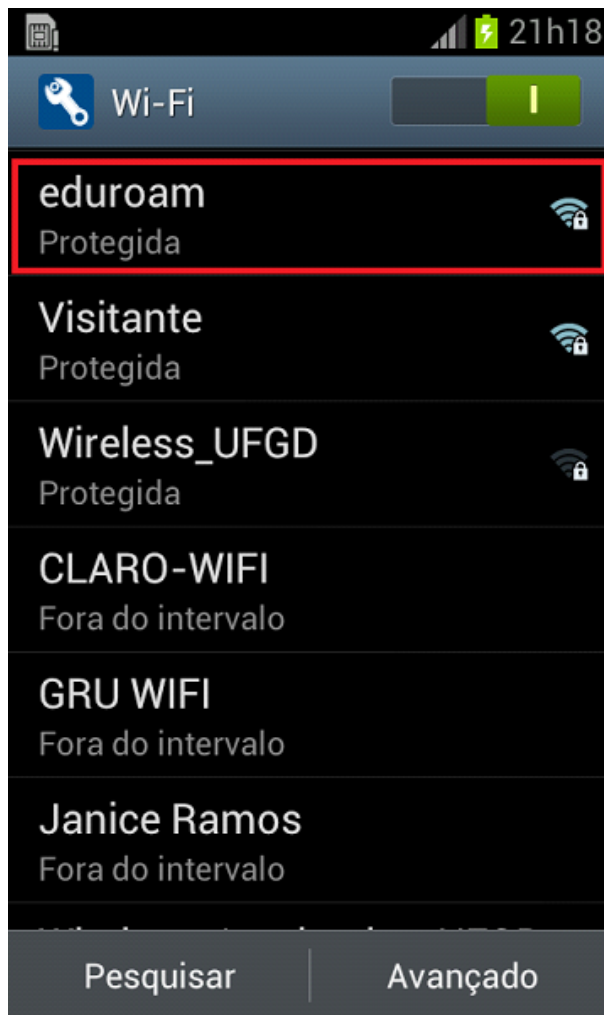 21h18
Wi-Fi
eduroam
Protegida
Visitante
Protegida
Wireless_UFGD
Protegida
CLARO-WIFI
Fora do intervalo
GRU WIFI
Fora do intervalo
Janice Ramos
Fora do intervalo
Pesquisar Avançado